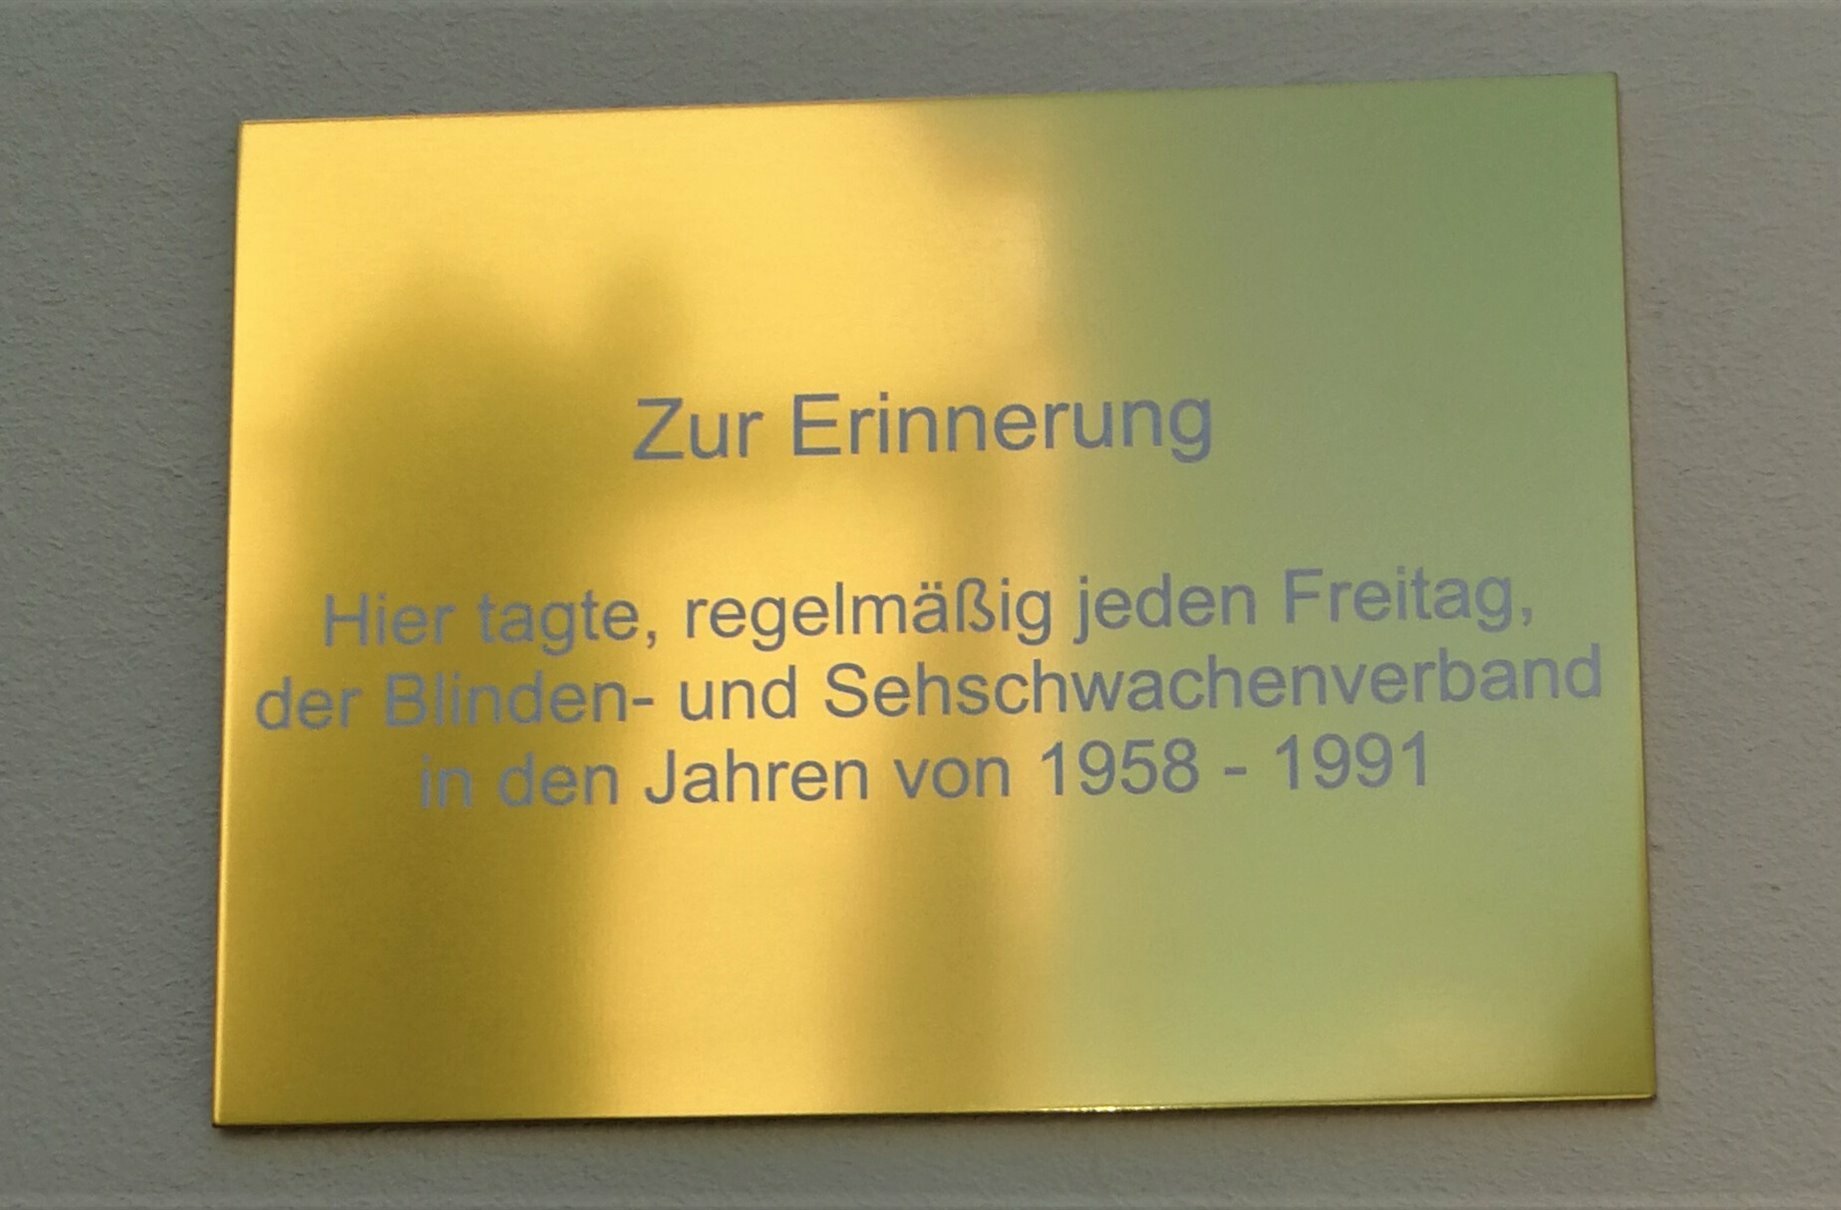 Zur Erinnerung
Hier tagte, regelmäßig jeden Freitag,
der Blinden- und Sehschwachenverband
in den Jahren von 1958 - 1991